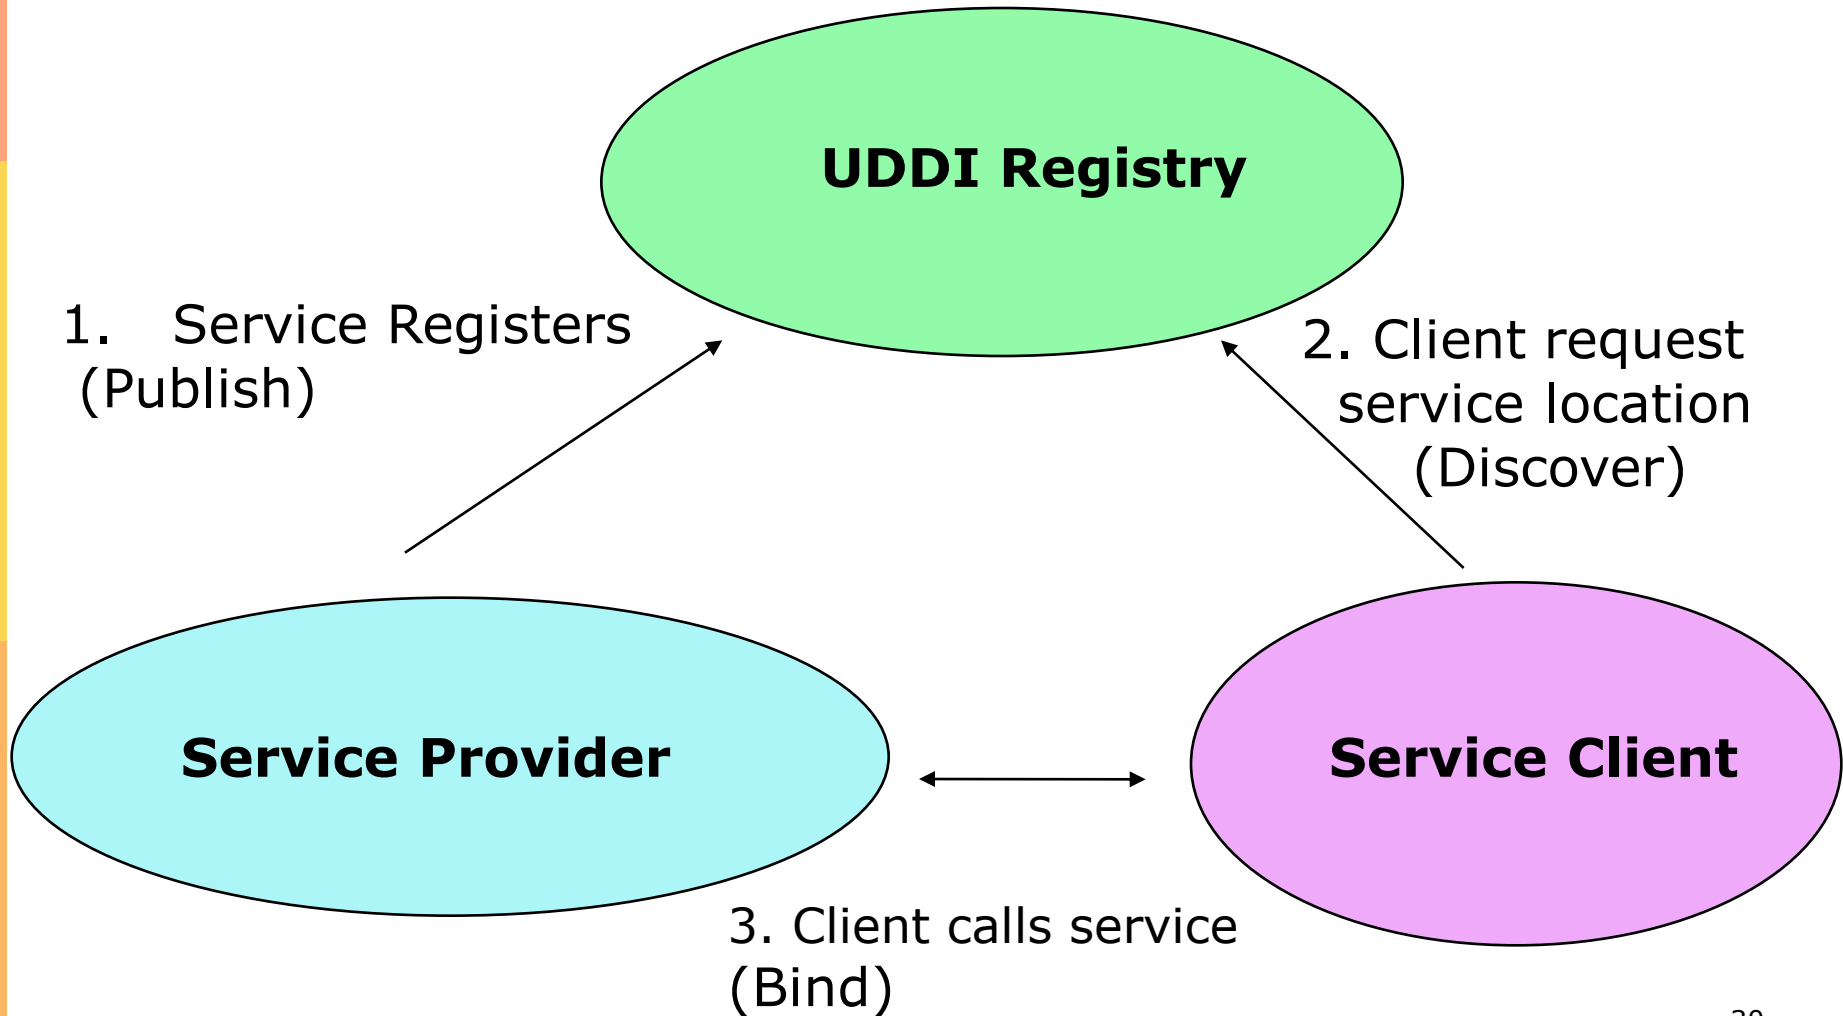 UDDI Registry
1. Service Registers
(Publish)
2. Client request
service location
(Discover)
Service Provider
Service Client
3. Client calls service
(Bind)